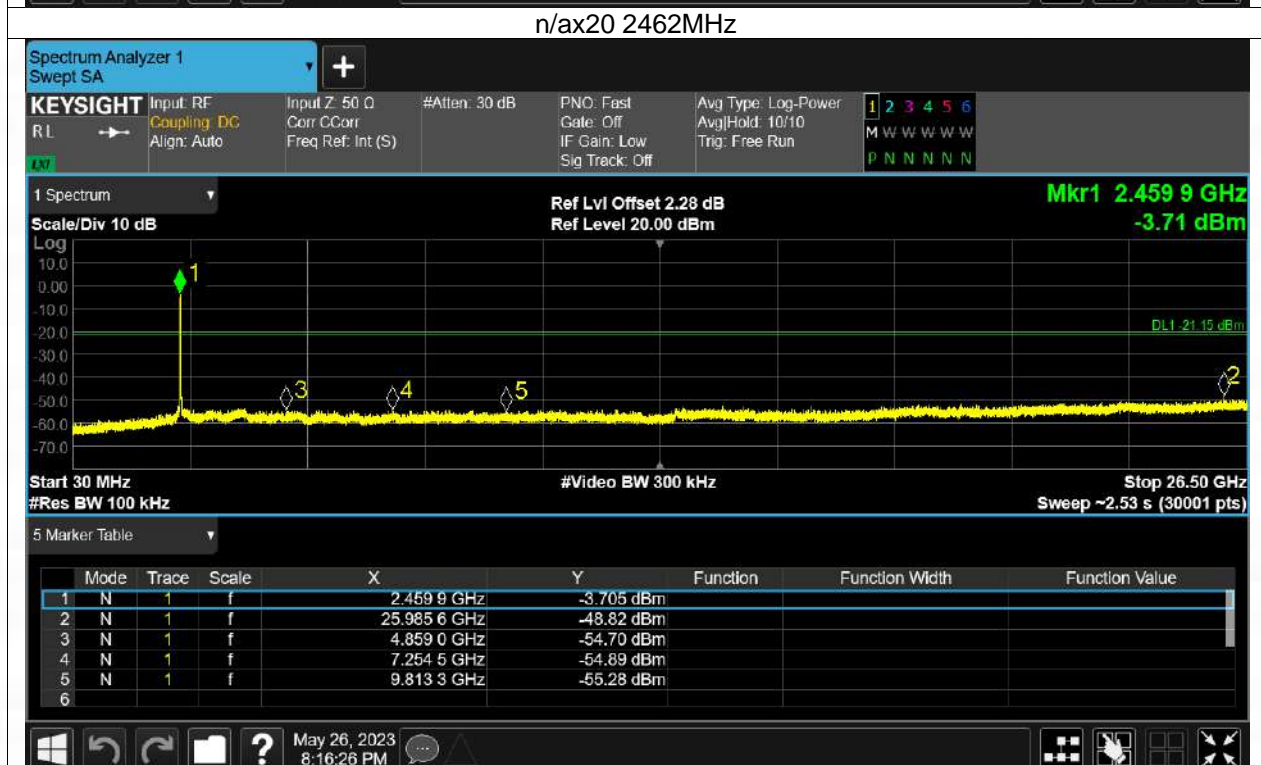 n/ax20 2462MHz
Spectrum Analyzer 1
Swept SA
+
KEYSIGHT Input: RF Input Z: 50 Ω #Atten: 30 dB PNO: Fast Avg Type: Log-Power 1 2 3 4 5 6
RL Coupling: DC Corr CCorr Gate: Off Avg|Hold: 10/10 M W W W W W
Align: Auto Freq Ref: Int (S) IF Gain: Low Trig: Free Run
LXI Sig Track: Off P N N N N N
1 Spectrum Ref Lvl Offset 2.28 dB Mkr1 2.459 9 GHz
Scale/Div 10 dB Ref Level 20.00 dBm -3.71 dBm
Log
10.0
1
0.00
-10.0
-20.0
DL1 -21.15 dBm
-30.0
-40.0
3 4 5 2
-50.0
-60.0
-70.0
Start 30 MHz #Video BW 300 kHz Stop 26.50 GHz
#Res BW 100 kHz Sweep ~2.53 s (30001 pts)
5 Marker Table
Mode Trace Scale X Y Function Function Width Function Value
1 N 1 f 2.459 9 GHz -3.705 dBm
2 N 1 f 25.985 6 GHz -48.82 dBm
3 N 1 f 4.859 0 GHz -54.70 dBm
4 N 1 f 7.254 5 GHz -54.89 dBm
5 N 1 f 9.813 3 GHz -55.28 dBm
6
? May 26, 2023
8:16:26 PM